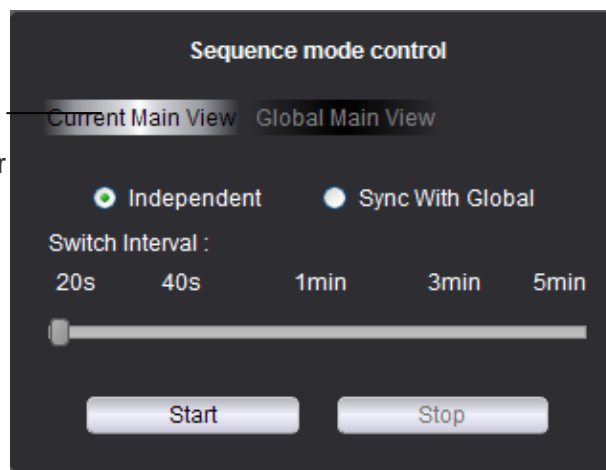 Sequence mode control
Current Main View Global Main View
r
Independent Sync With Global
Switch Interval :
20s 40s 1min 3min 5min
Start Stop